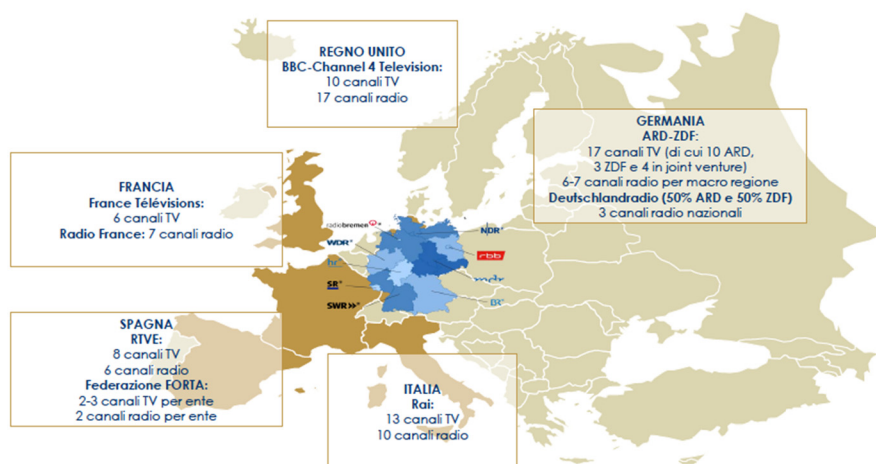 REGNO UNITO
BBC-Channel 4 Television:
10 canali TV
17 canali radio
GERMANIA
ARD-ZDF:
17 canali TV (di cui 10 ARD,
3 ZDF e 4 in joint venture)
6-7 canali radio per macro regione
Deutschlandradio (50% ARD e 50% ZDF)
3 canali radio nazionali
FRANCIA
France Télévisions:
6 canali TV
Radio France: 7 canali radio
radiobremen
NDR
WDR
rbb
hr
mdr
SR
BR
SWR
SPAGNA
RTVE:
8 canali TV
6 canali radio
Federazione FORTA:
2-3 canali TV per ente
2 canali radio per ente
ITALIA
Rai:
13 canali TV
10 canali radio